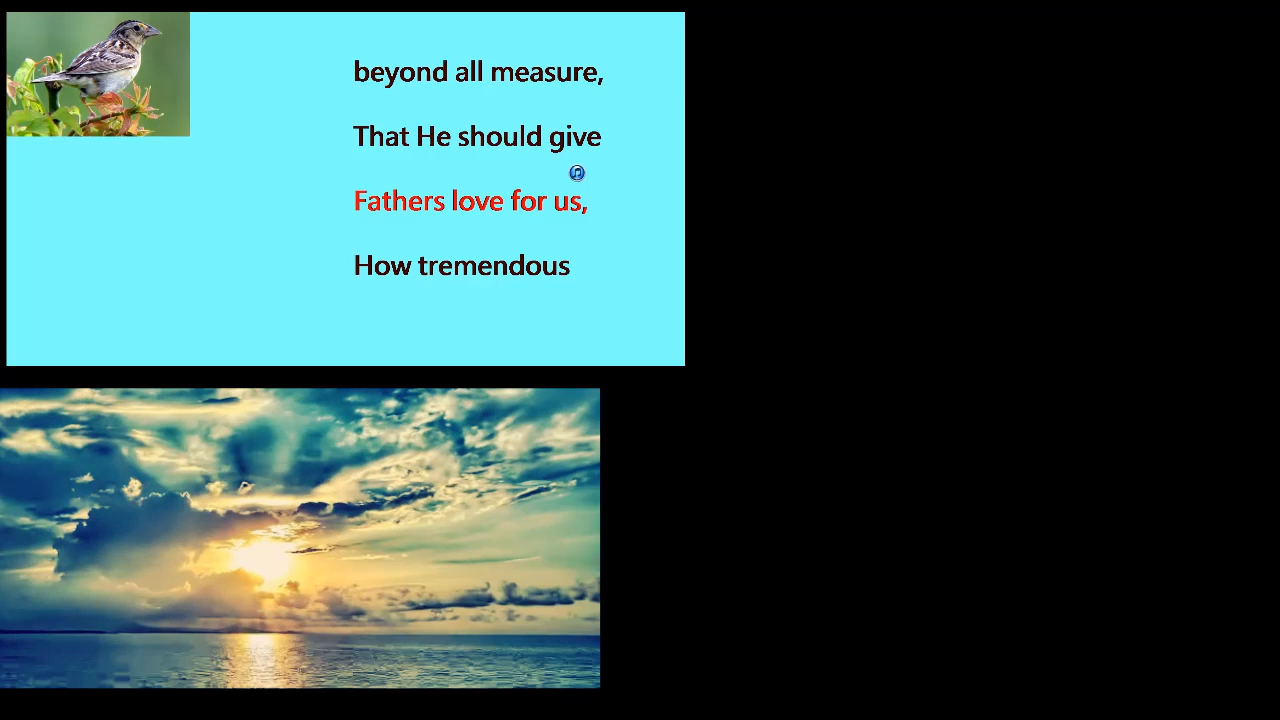 beyond all measure,
That He should give
Fathers love for us,
How tremendous